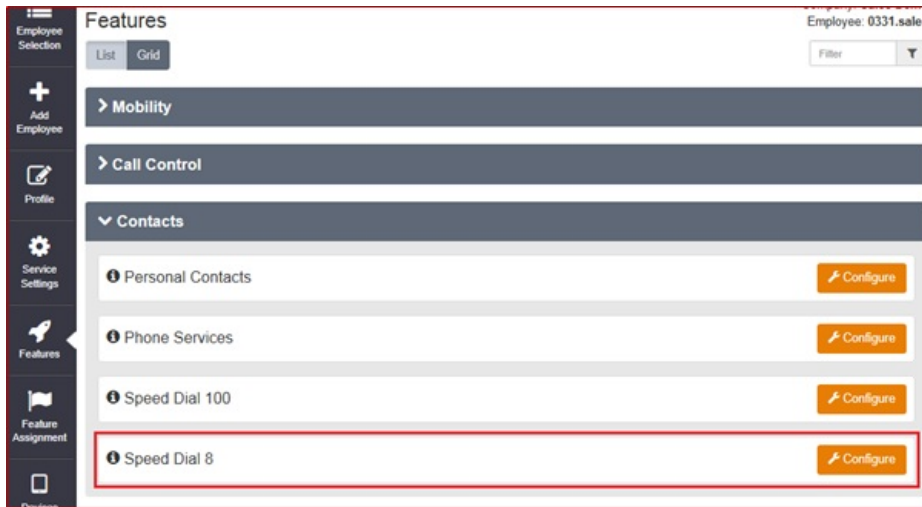 Employee
Selection
Add
Employee
Profile
Service
Settings
Features
Feature
Assignment
Features
Employee: 0331.sale
List
Grid
Filter
Mobility
Call Control
Contacts
Personal Contacts
Configure
Phone Services
Configure
Speed Dial 100
Configure
Speed Dial 8
Configure